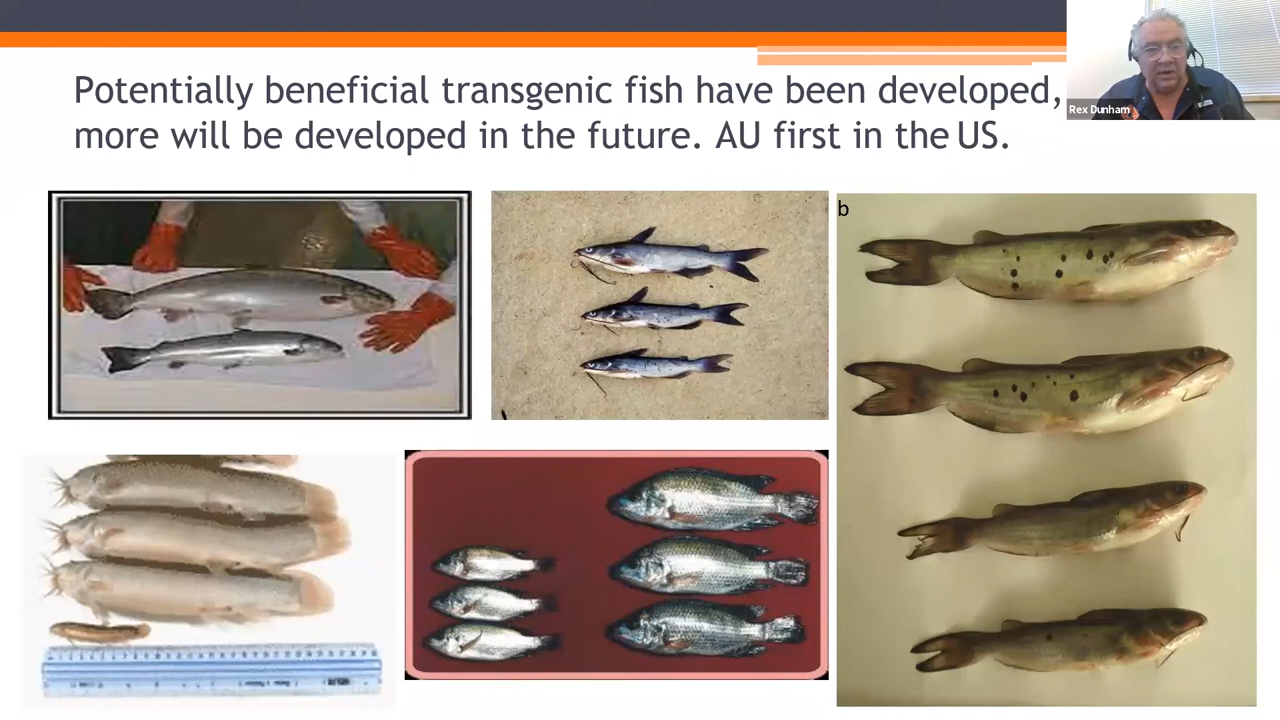 Potentially beneficial transgenic fish have been developed,
more will be developed in the future. AU first in the US.
Rex Dunham
b